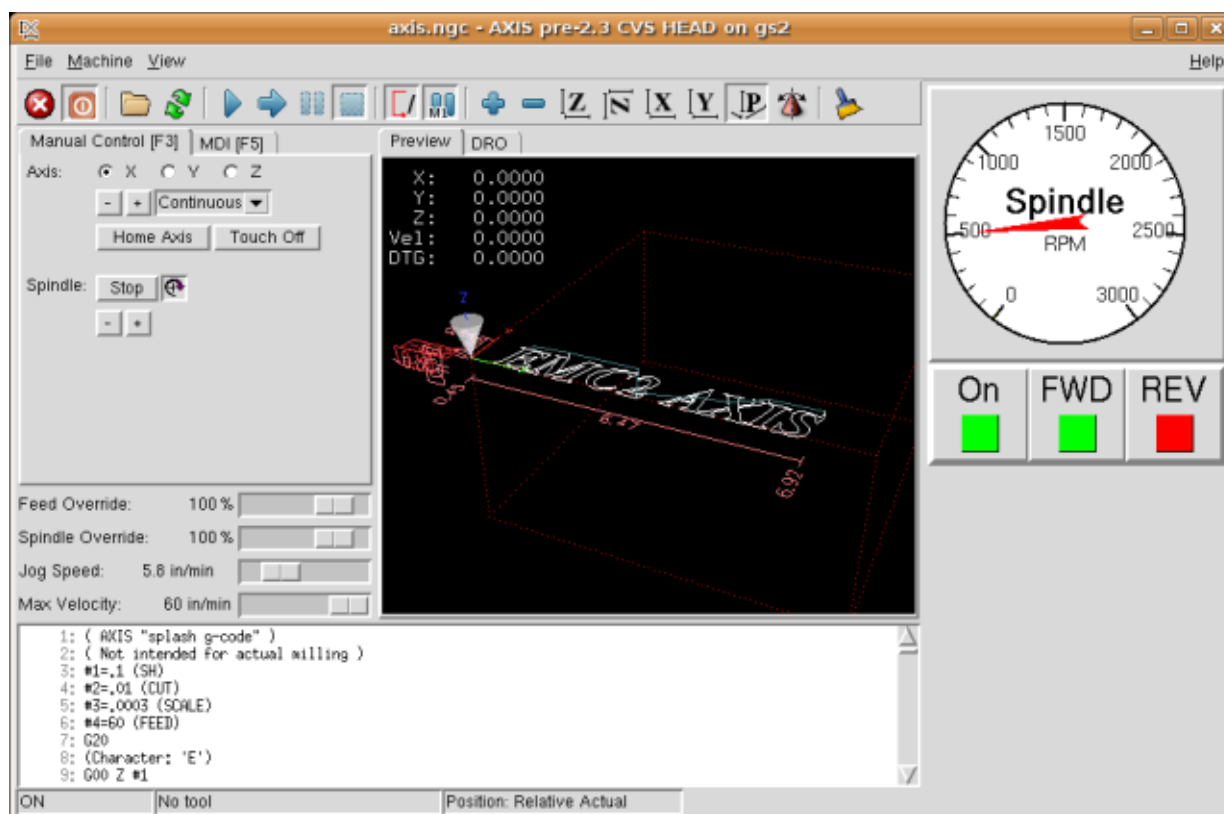 axis.ngc - AXIS pre-2.3 CVS HEAD on gs2
File Machine View Help
Z N X Y P
M1
Manual Control [F3] MDI [F5]
Axis: X Y Z
- + Continuous
Home Axis Touch Off
Spindle: Stop
- +
Feed Override: 100 %
Spindle Override: 100 %
Jog Speed: 5.8 in/min
Max Velocity: 60 in/min
Preview DRO
X: 0.0000
Y: 0.0000
Z: 0.0000
Vel: 0.0000
DTG: 0.0000
Z
EMC2 AXIS
0.45
6.47
6.92
1500
1000 2000
Spindle
500 2500
RPM
0 3000
On FWD REV
1: ( AXIS "splash g-code" )
2: ( Not intended for actual milling )
3: #1=.1 (SH)
4: #2=.01 (CUT)
5: #3=.0003 (SCALE)
6: #4=60 (FEED)
7: G20
8: (Character: 'E')
9: G00 Z #1
ON No tool Position: Relative Actual